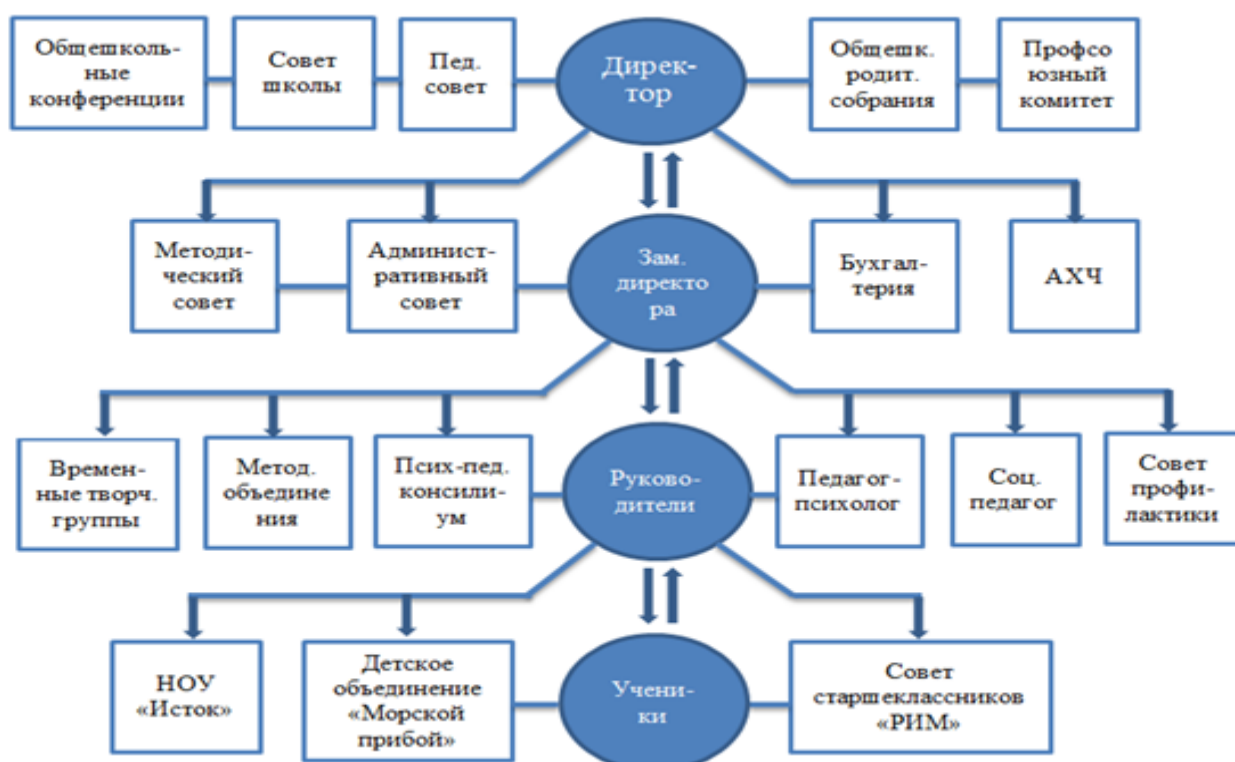 Общешколь-
ные
конференции
Совет
школы
Пед.
совет
Дирек-
тор
Общешк.
родит.
собрания
Профсо
юзный
комитет
Методи-
ческий
совет
Админист-
ративный
совет
Зам.
директо
ра
Бухгал-
терия
АХЧ
Времен-
ные творч.
группы
Метод.
объедине
ния
Псих-пед.
консили-
ум
Руково-
дители
Педагог-
психолог
Соц.
педагог
Совет
профи-
лактики
НОУ
«Исток»
Детское
объединение
«Морской
прибой»
Учени-
ки
Совет
старшеклассников
«РИМ»